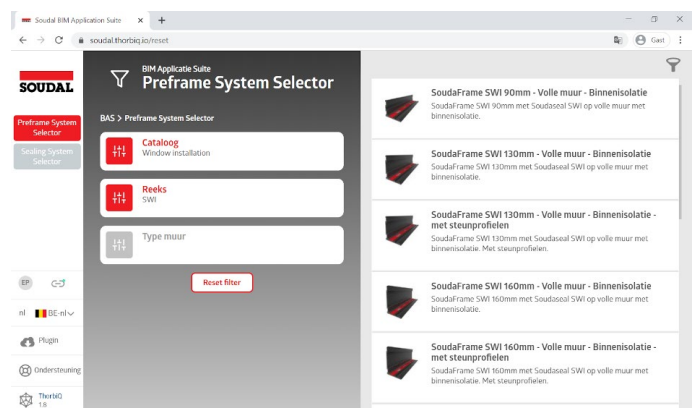 Soudal BIM Application Suite
soudal.thorbiq.io/reset
Gast
SOUDAL
Preframe System
Selector
Sealing System
Selector
EP
nl BE-nl
Plugin
Ondersteuning
ThorbiQ
1.8
BIM Applicatie Suite
Preframe System Selector
BAS > Preframe System Selector
Cataloog
Window installation
Reeks
SWI
Type muur
Reset filter
SoudaFrame SWI 90mm - Volle muur - Binnenisolatie
SoudaFrame SWI 90mm met Soudaseal SWI op volle muur met
binnenisolatie.
SoudaFrame SWI 130mm - Volle muur - Binnenisolatie
SoudaFrame SWI 130mm met Soudaseal SWI op volle muur met
binnenisolatie.
SoudaFrame SWI 130mm - Volle muur - Binnenisolatie -
met steunprofielen
SoudaFrame SWI 130mm met Soudaseal SWI op volle muur met
binnenisolatie. Met steunprofielen.
SoudaFrame SWI 160mm - Volle muur - Binnenisolatie
SoudaFrame SWI 160mm met Soudaseal SWI op volle muur met
binnenisolatie.
SoudaFrame SWI 160mm - Volle muur - Binnenisolatie -
met steunprofielen
SoudaFrame SWI 160mm met Soudaseal SWI op volle muur met
binnenisolatie. Met steunprofielen.